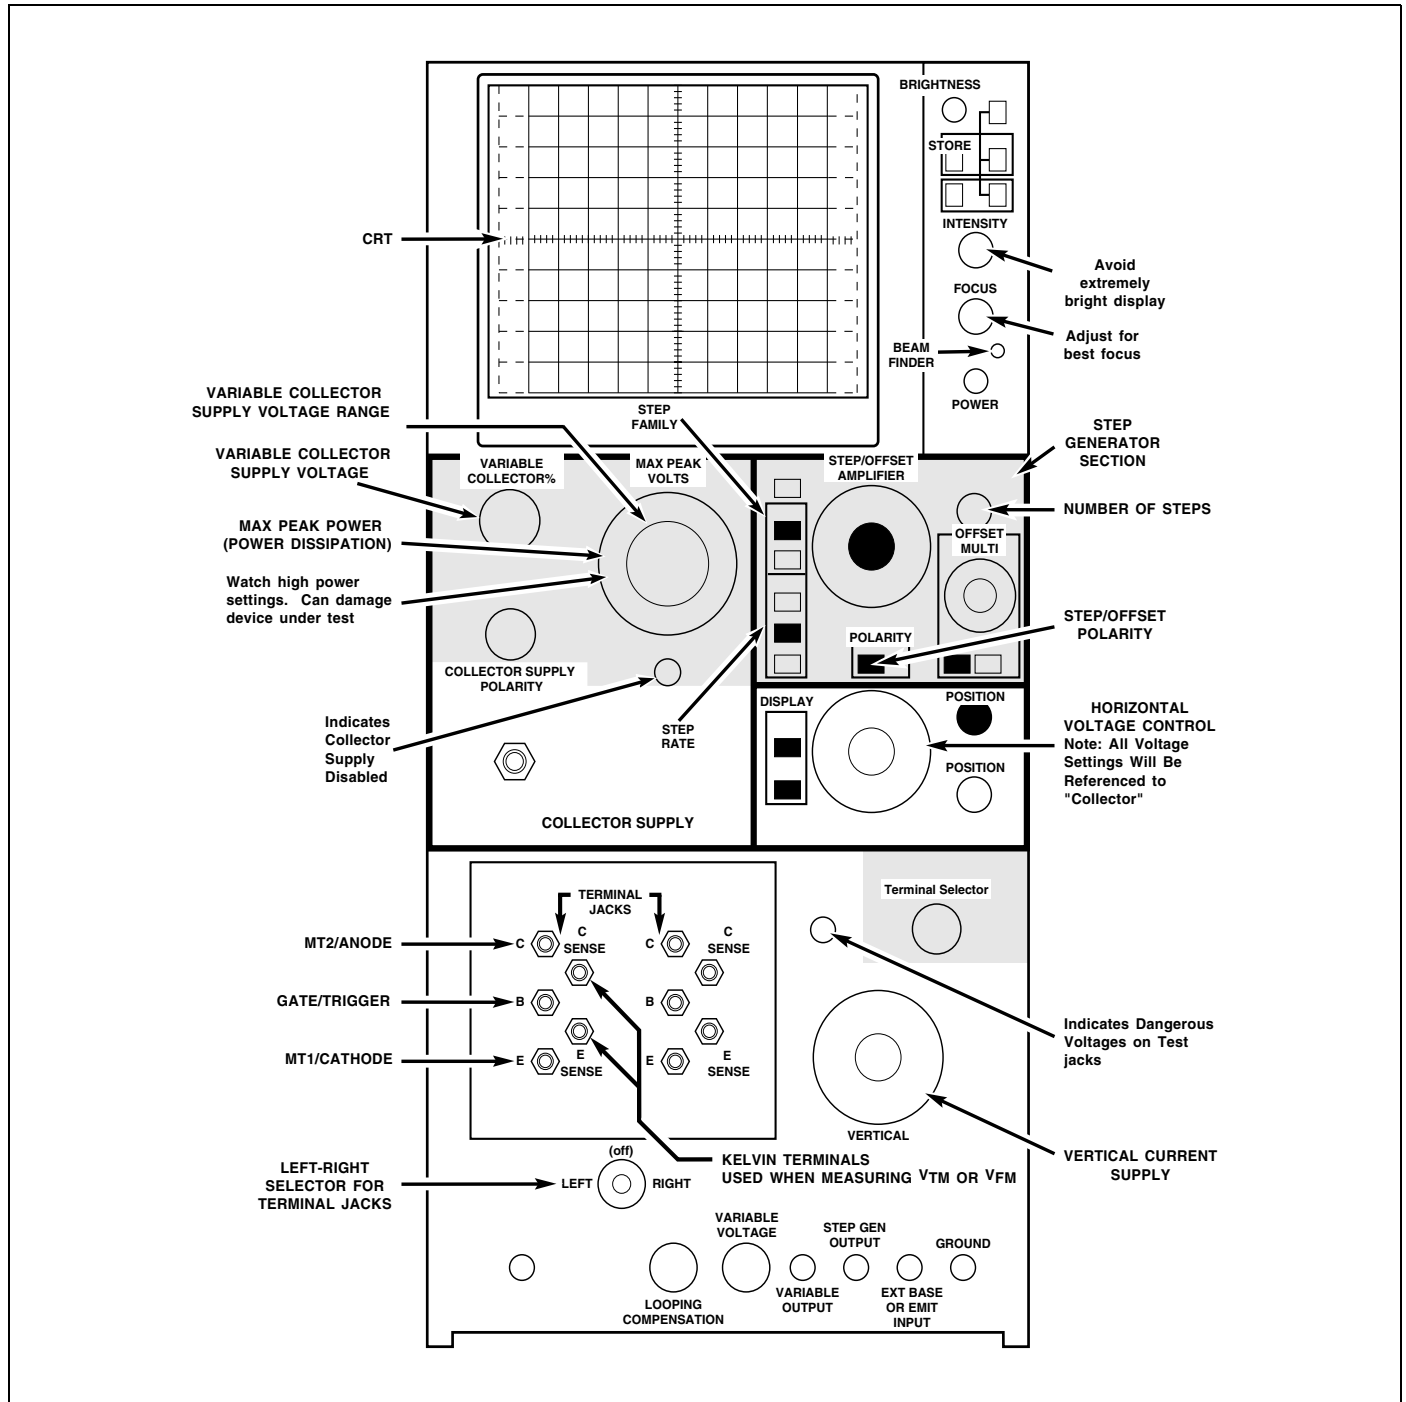 BRIGHTNESS
STORE
INTENSITY
CRT
Avoid
extremely
bright display
FOCUS
Adjust for
best focus
BEAM
FINDER
POWER
VARIABLE COLLECTOR
SUPPLY VOLTAGE RANGE
STEP
FAMILY
STEP
GENERATOR
SECTION
VARIABLE COLLECTOR
SUPPLY VOLTAGE
VARIABLE
COLLECTOR%
MAX PEAK
VOLTS
STEP/OFFSET
AMPLIFIER
NUMBER OF STEPS
MAX PEAK POWER
(POWER DISSIPATION)
OFFSET
MULTI
Watch high power
settings. Can damage
device under test
STEP/OFFSET
POLARITY
POLARITY
COLLECTOR SUPPLY
POLARITY
Indicates
Collector
Supply
Disabled
STEP
RATE
DISPLAY
POSITION
POSITION
HORIZONTAL
VOLTAGE CONTROL
Note: All Voltage
Settings Will Be
Referenced to
"Collector"
COLLECTOR SUPPLY
TERMINAL
JACKS
Terminal Selector
MT2/ANODE
C
C
SENSE
C
C
SENSE
GATE/TRIGGER
B
B
MT1/CATHODE
E
E
SENSE
E
E
SENSE
Indicates Dangerous
Voltages on Test
jacks
VERTICAL
VERTICAL CURRENT
SUPPLY
KELVIN TERMINALS
USED WHEN MEASURING VTM OR VFM
LEFT-RIGHT
SELECTOR FOR
TERMINAL JACKS
(off)
LEFT
RIGHT
VARIABLE
VOLTAGE
STEP GEN
OUTPUT
GROUND
LOOPING
COMPENSATION
VARIABLE
OUTPUT
EXT BASE
OR EMIT
INPUT